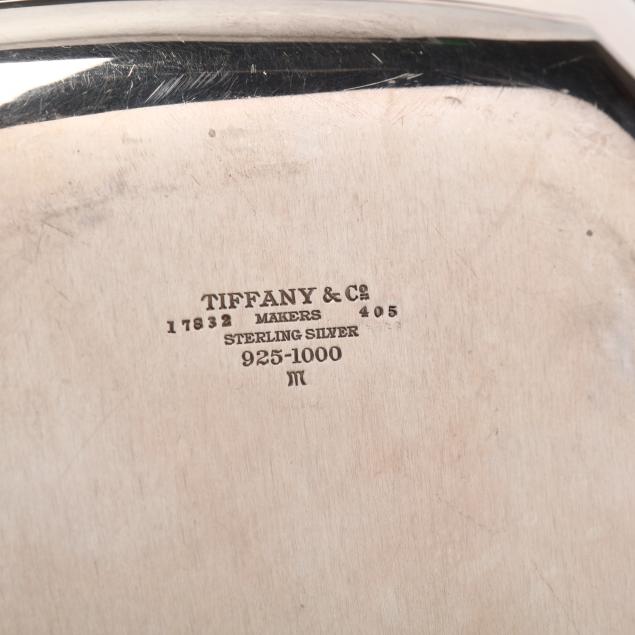 TIFFANY & Co
17832 MAKERS 405
STERLING SILVER
925-1000
M